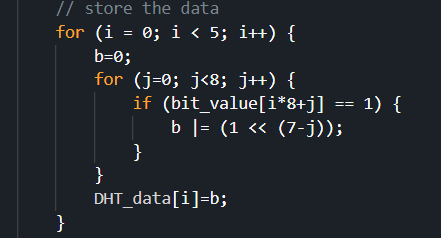 // store the data
for (i = 0; i < 5; i++) {
b=0;
for (j=0; j<8; j++) {
if (bit_value[i*8+j] == 1) {
b |= (1 << (7-j));
}
}
DHT_data[i]=b;
}